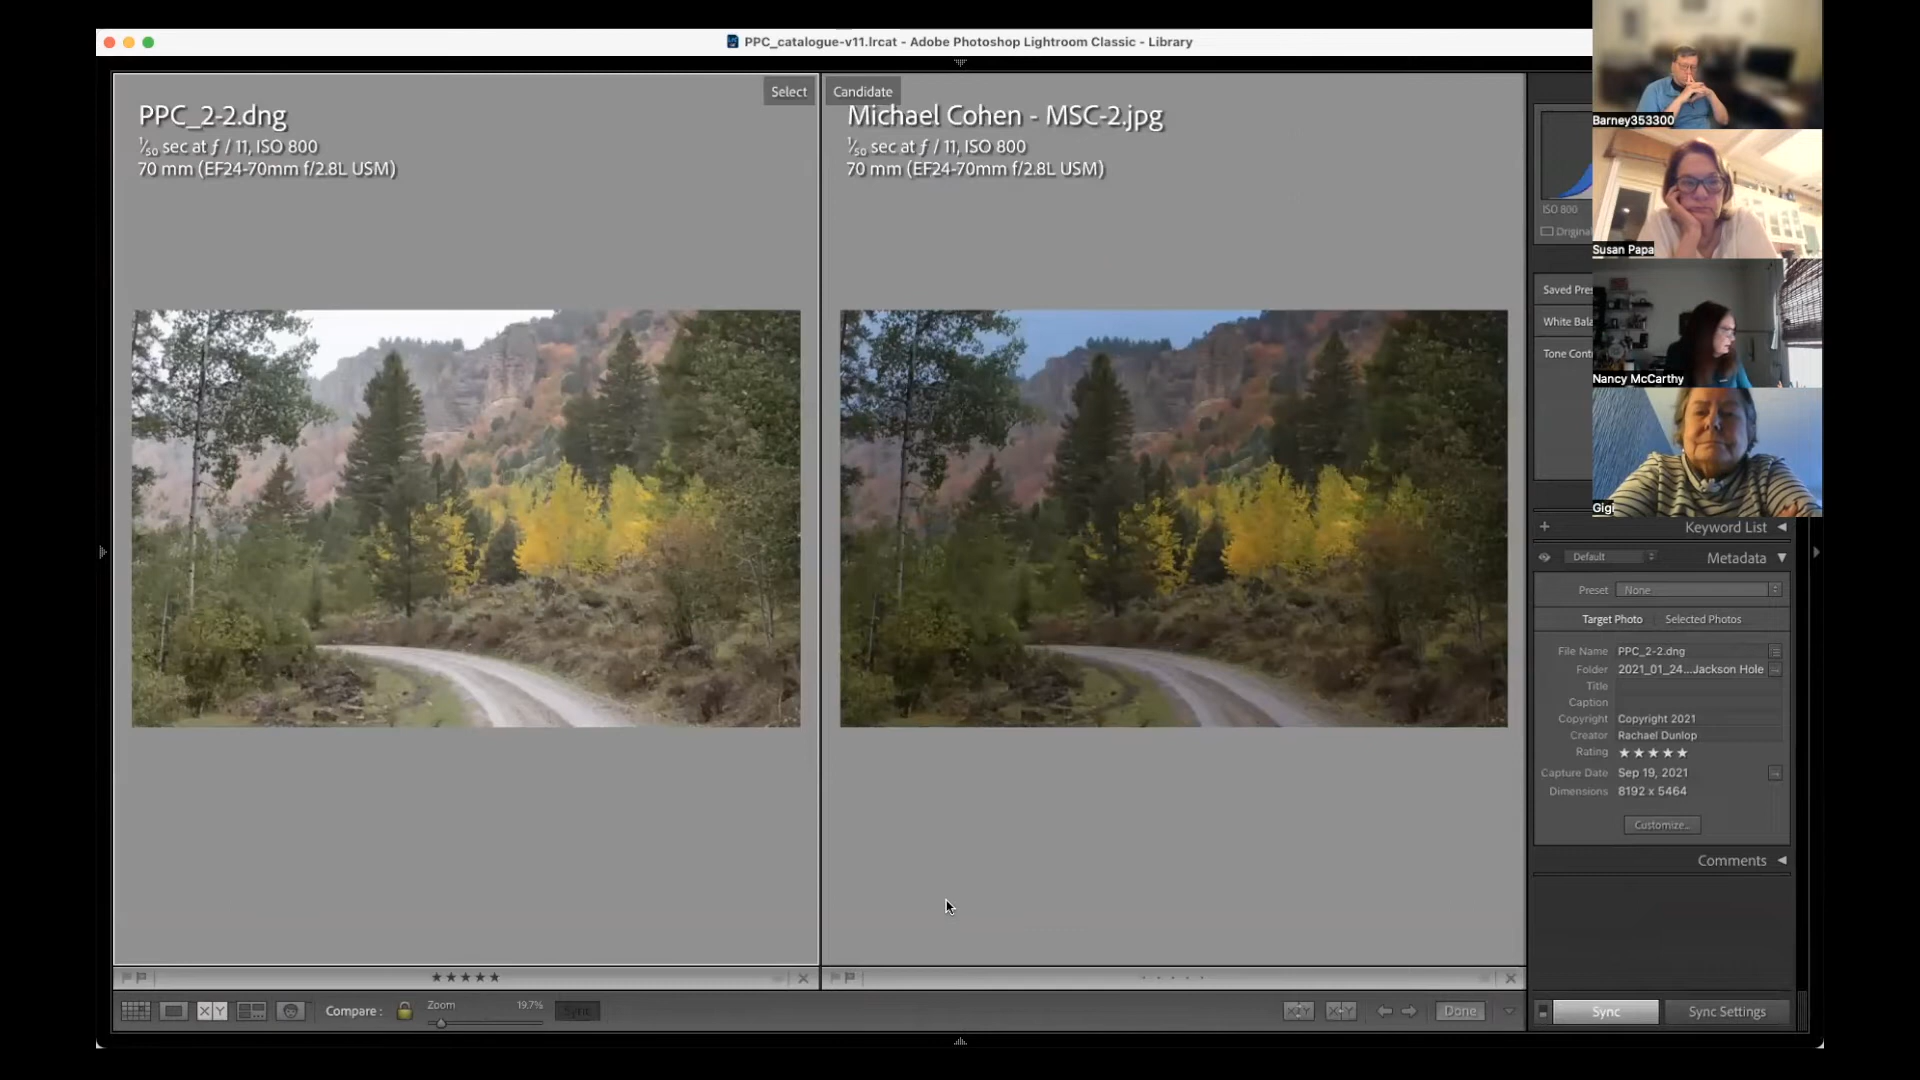 PPC_catalogue-v11.lrcat - Adobe Photoshop Lightroom Classic - Library
Select
PPC_2-2.dng
1/50 sec at ƒ / 11, ISO 800
70 mm (EF24-70mm f/2.8L USM)
Candidate
Michael Cohen - MSC-2.jpg
1/50 sec at ƒ / 11, ISO 800
70 mm (EF24-70mm f/2.8L USM)
Barney353300
Susan Papa
Nancy McCarthy
Gigi
ISO 800
Original
Saved Pres
White Bala
Tone Cont
Keyword List
Default
Metadata
Preset None
Target Photo Selected Photos
File Name PPC_2-2.dng
Folder 2021_01_24...Jackson Hole
Title
Caption
Copyright Copyright 2021
Creator Rachael Dunlop
Rating ★★★★★
Capture Date Sep 19, 2021
Dimensions 8192 x 5464
Customize...
Comments
★★★★★
XY
Compare :
Zoom 19.7%
Sync
Done
Sync
Sync Settings